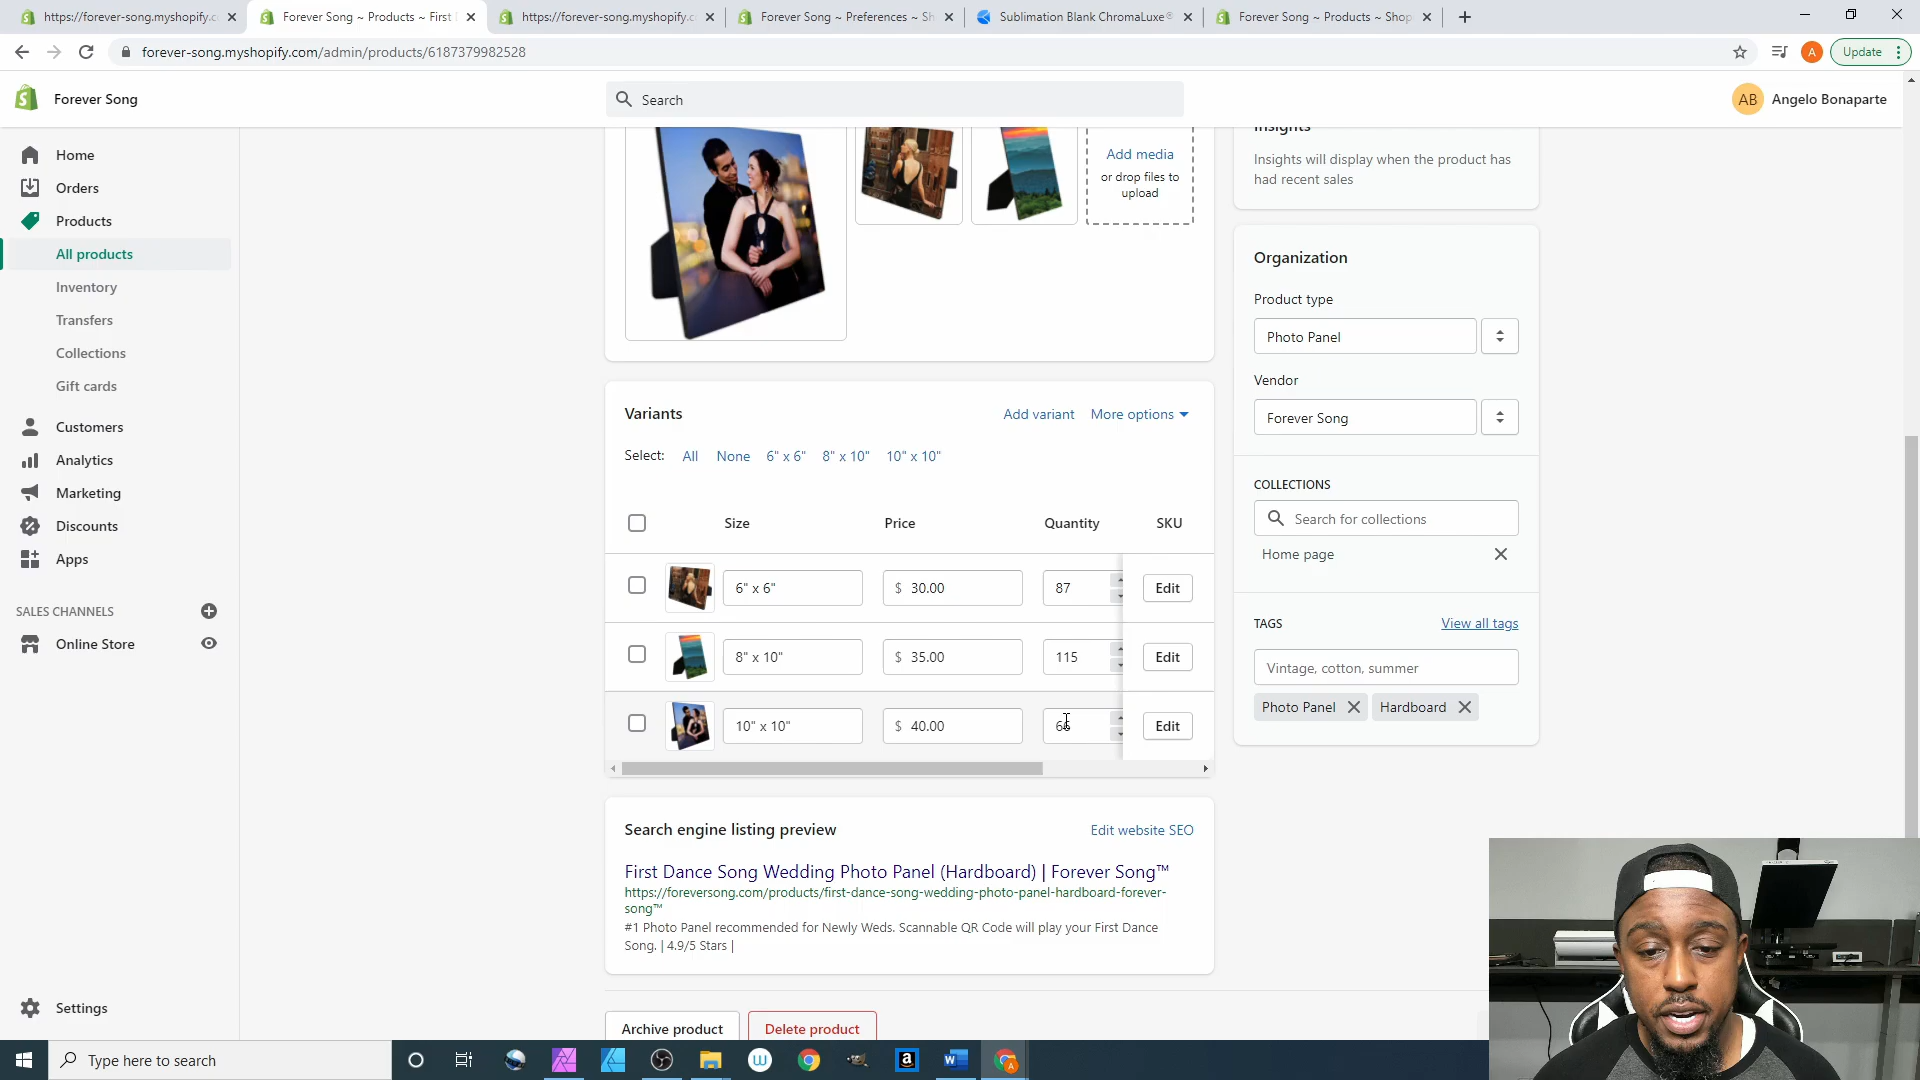 https://forever-song.myshopify.c
Forever Song ~ Products ~ First
https://forever-song.myshopify.c
Forever Song ~ Preferences ~ Sh
Sublimation Blank ChromaLuxe®
Forever Song ~ Products ~ Shop
forever-song.myshopify.com/admin/products/6187379982528
A
Update
Forever Song
Search
AB
Angelo Bonaparte
Home
Orders
Products
All products
Inventory
Transfers
Collections
Gift cards
Customers
Analytics
Marketing
Discounts
Apps
SALES CHANNELS
Online Store
Settings
Add media
or drop files to
upload
Variants
Add variant
More options
Select: All None 6" x 6" 8" x 10" 10" x 10"
Size Price Quantity SKU
6" x 6" $ 30.00 87 Edit
8" x 10" $ 35.00 115 Edit
10" x 10" $ 40.00 66 Edit
Search engine listing preview
Edit website SEO
First Dance Song Wedding Photo Panel (Hardboard) | Forever Song™
https://foreversong.com/products/first-dance-song-wedding-photo-panel-hardboard-forever-
song™
#1 Photo Panel recommended for Newly Weds. Scannable QR Code will play your First Dance
Song. | 4.9/5 Stars |
Archive product
Delete product
Insights
Insights will display when the product has
had recent sales
Organization
Product type
Photo Panel
Vendor
Forever Song
COLLECTIONS
Search for collections
Home page
TAGS
View all tags
Vintage, cotton, summer
Photo Panel
Hardboard
Type here to search